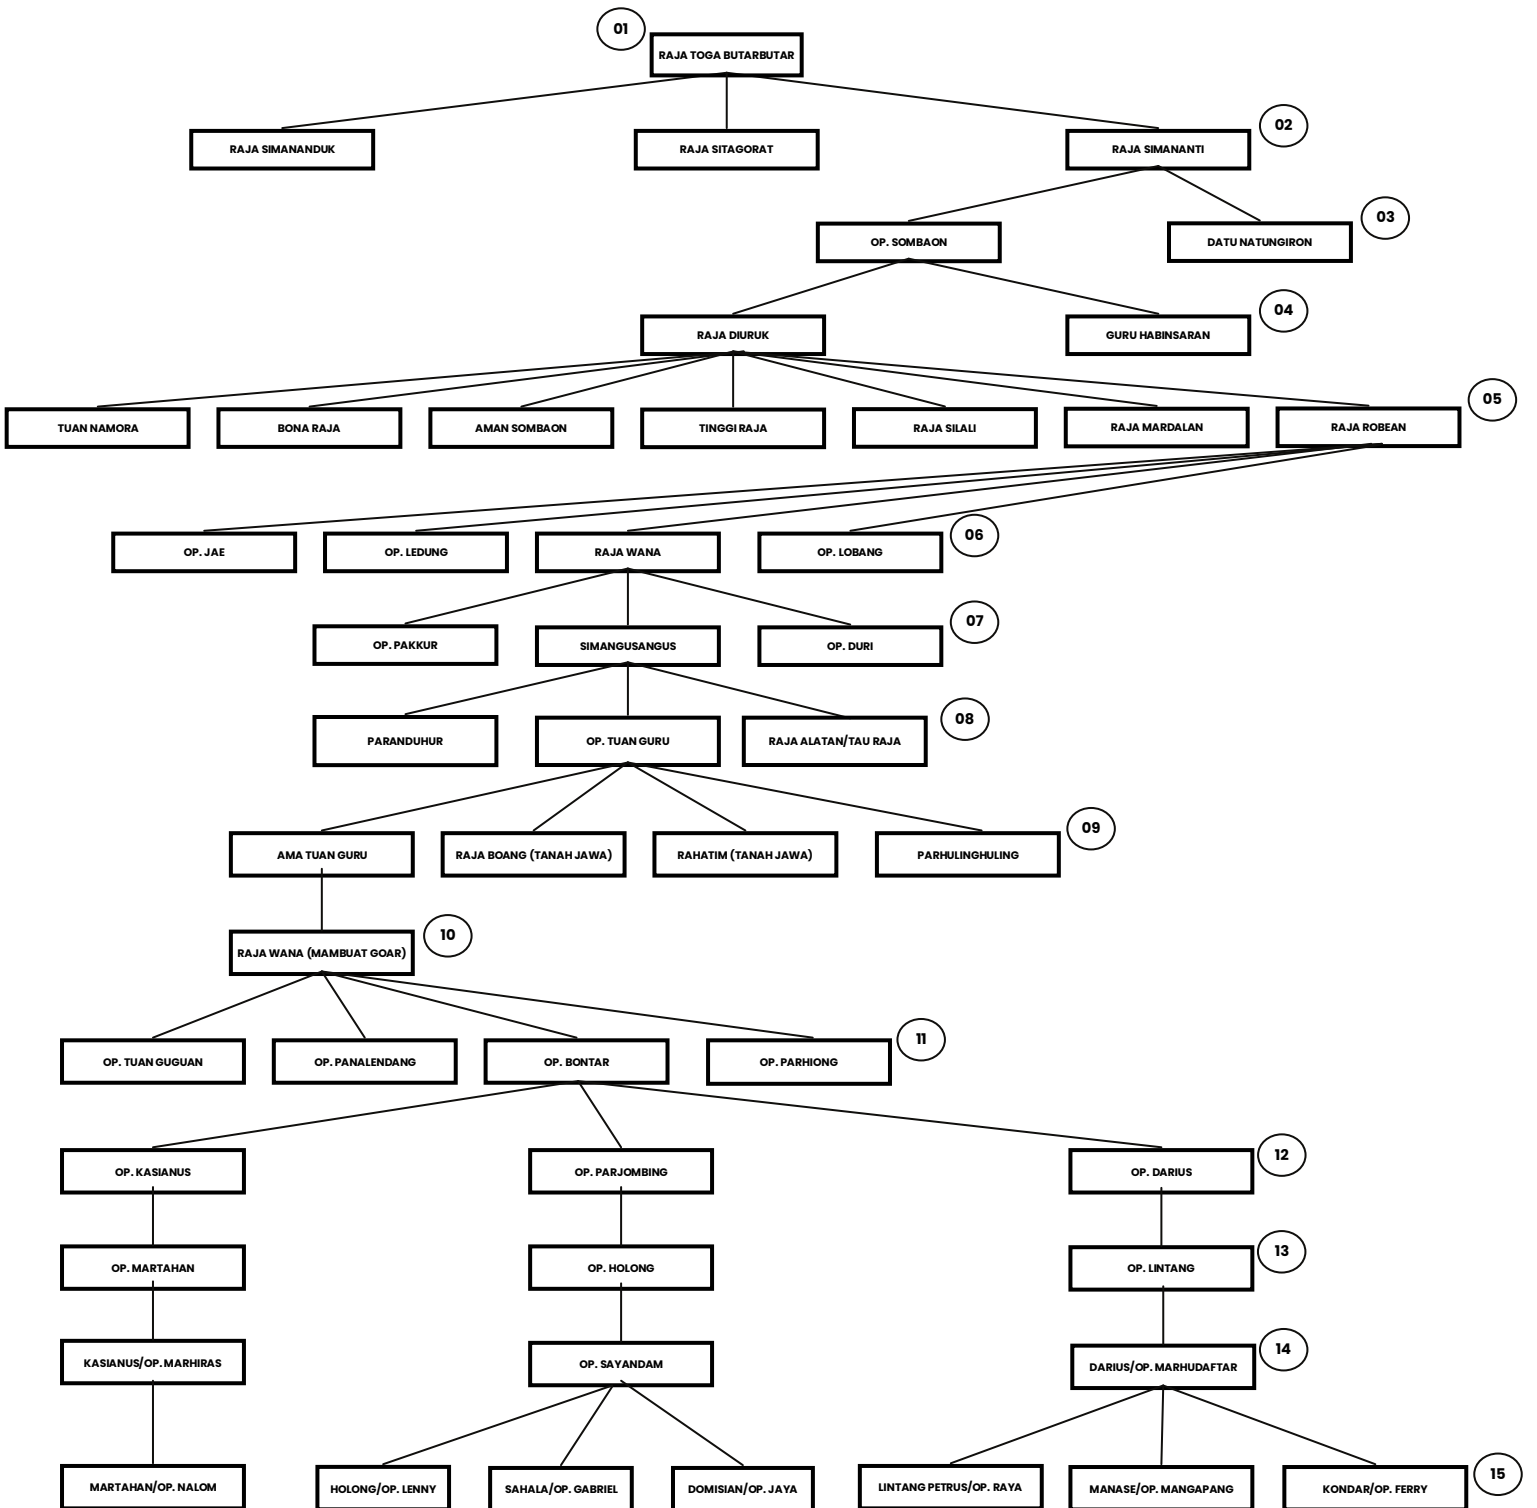 01
RAJA TOGA BUTARBUTAR
02
RAJA SIMANANDUK
RAJA SITAGORAT
RAJA SIMANANTI
03
OP. SOMBAON
DATU NATUNGIRON
04
RAJA DIURUK
GURU HABINSARAN
05
TUAN NAMORA
BONA RAJA
AMAN SOMBAON
TINGGI RAJA
RAJA SILALI
RAJA MARDALAN
RAJA ROBEAN
06
OP. JAE
OP. LEDUNG
RAJA WANA
OP. LOBANG
07
OP. PAKKUR
SIMANGUSANGUS
OP. DURI
08
PARANDUHUR
OP. TUAN GURU
RAJA ALATAN/TAU RAJA
09
AMA TUAN GURU
RAJA BOANG (TANAH JAWA)
RAHATIM (TANAH JAWA)
PARHULINGHULING
10
RAJA WANA (MAMBUAT GOAR)
11
OP. TUAN GUGUAN
OP. PANALENDANG
OP. BONTAR
OP. PARHIONG
12
OP. KASIANUS
OP. PARJOMBING
OP. DARIUS
13
OP. MARTAHAN
OP. HOLONG
OP. LINTANG
14
KASIANUS/OP. MARHIRAS
OP. SAYANDAM
DARIUS/OP. MARHUDAFTAR
15
MARTAHAN/OP. NALOM
HOLONG/OP. LENNY
SAHALA/OP. GABRIEL
DOMISIAN/OP. JAYA
LINTANG PETRUS/OP. RAYA
MANASE/OP. MANGAPANG
KONDAR/OP. FERRY